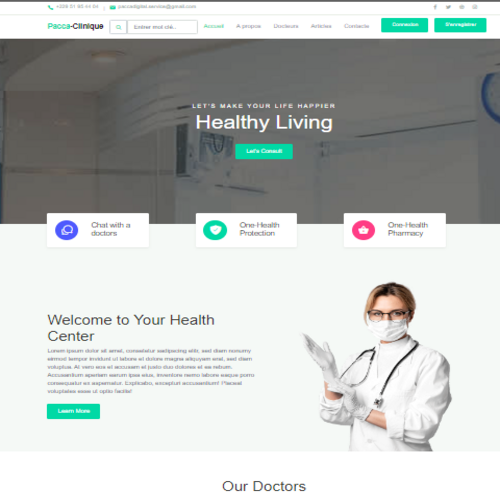 +226 51 95 44 64 paccadigital.service@gmail.com
Pacca-Clinique Entrer mot clé.. Accueil A propos Docteurs Articles Contacts Connexion S'enregistrer
LET'S MAKE YOUR LIFE HAPPIER
Healthy Living
Let's Consult
Chat with a
doctors
One-Health
Protection
One-Health
Pharmacy
Welcome to Your Health
Center
Lorem ipsum dolor sit amet, consetetur sadipscing elitr, sed diam nonumy
eirmod tempor invidunt ut labore et dolore magna aliquyam erat, sed diam
voluptua. At vero eos et accusam et justo duo dolores et ea rebum.
Accusantium aperiam earum ipsa eius, inventore nemo labore eaque porro
consequatur ex aspernatur. Explicabo, excepturi accusantium! Placeat
voluptates esse ut optio facilis!
Learn More
Our Doctors